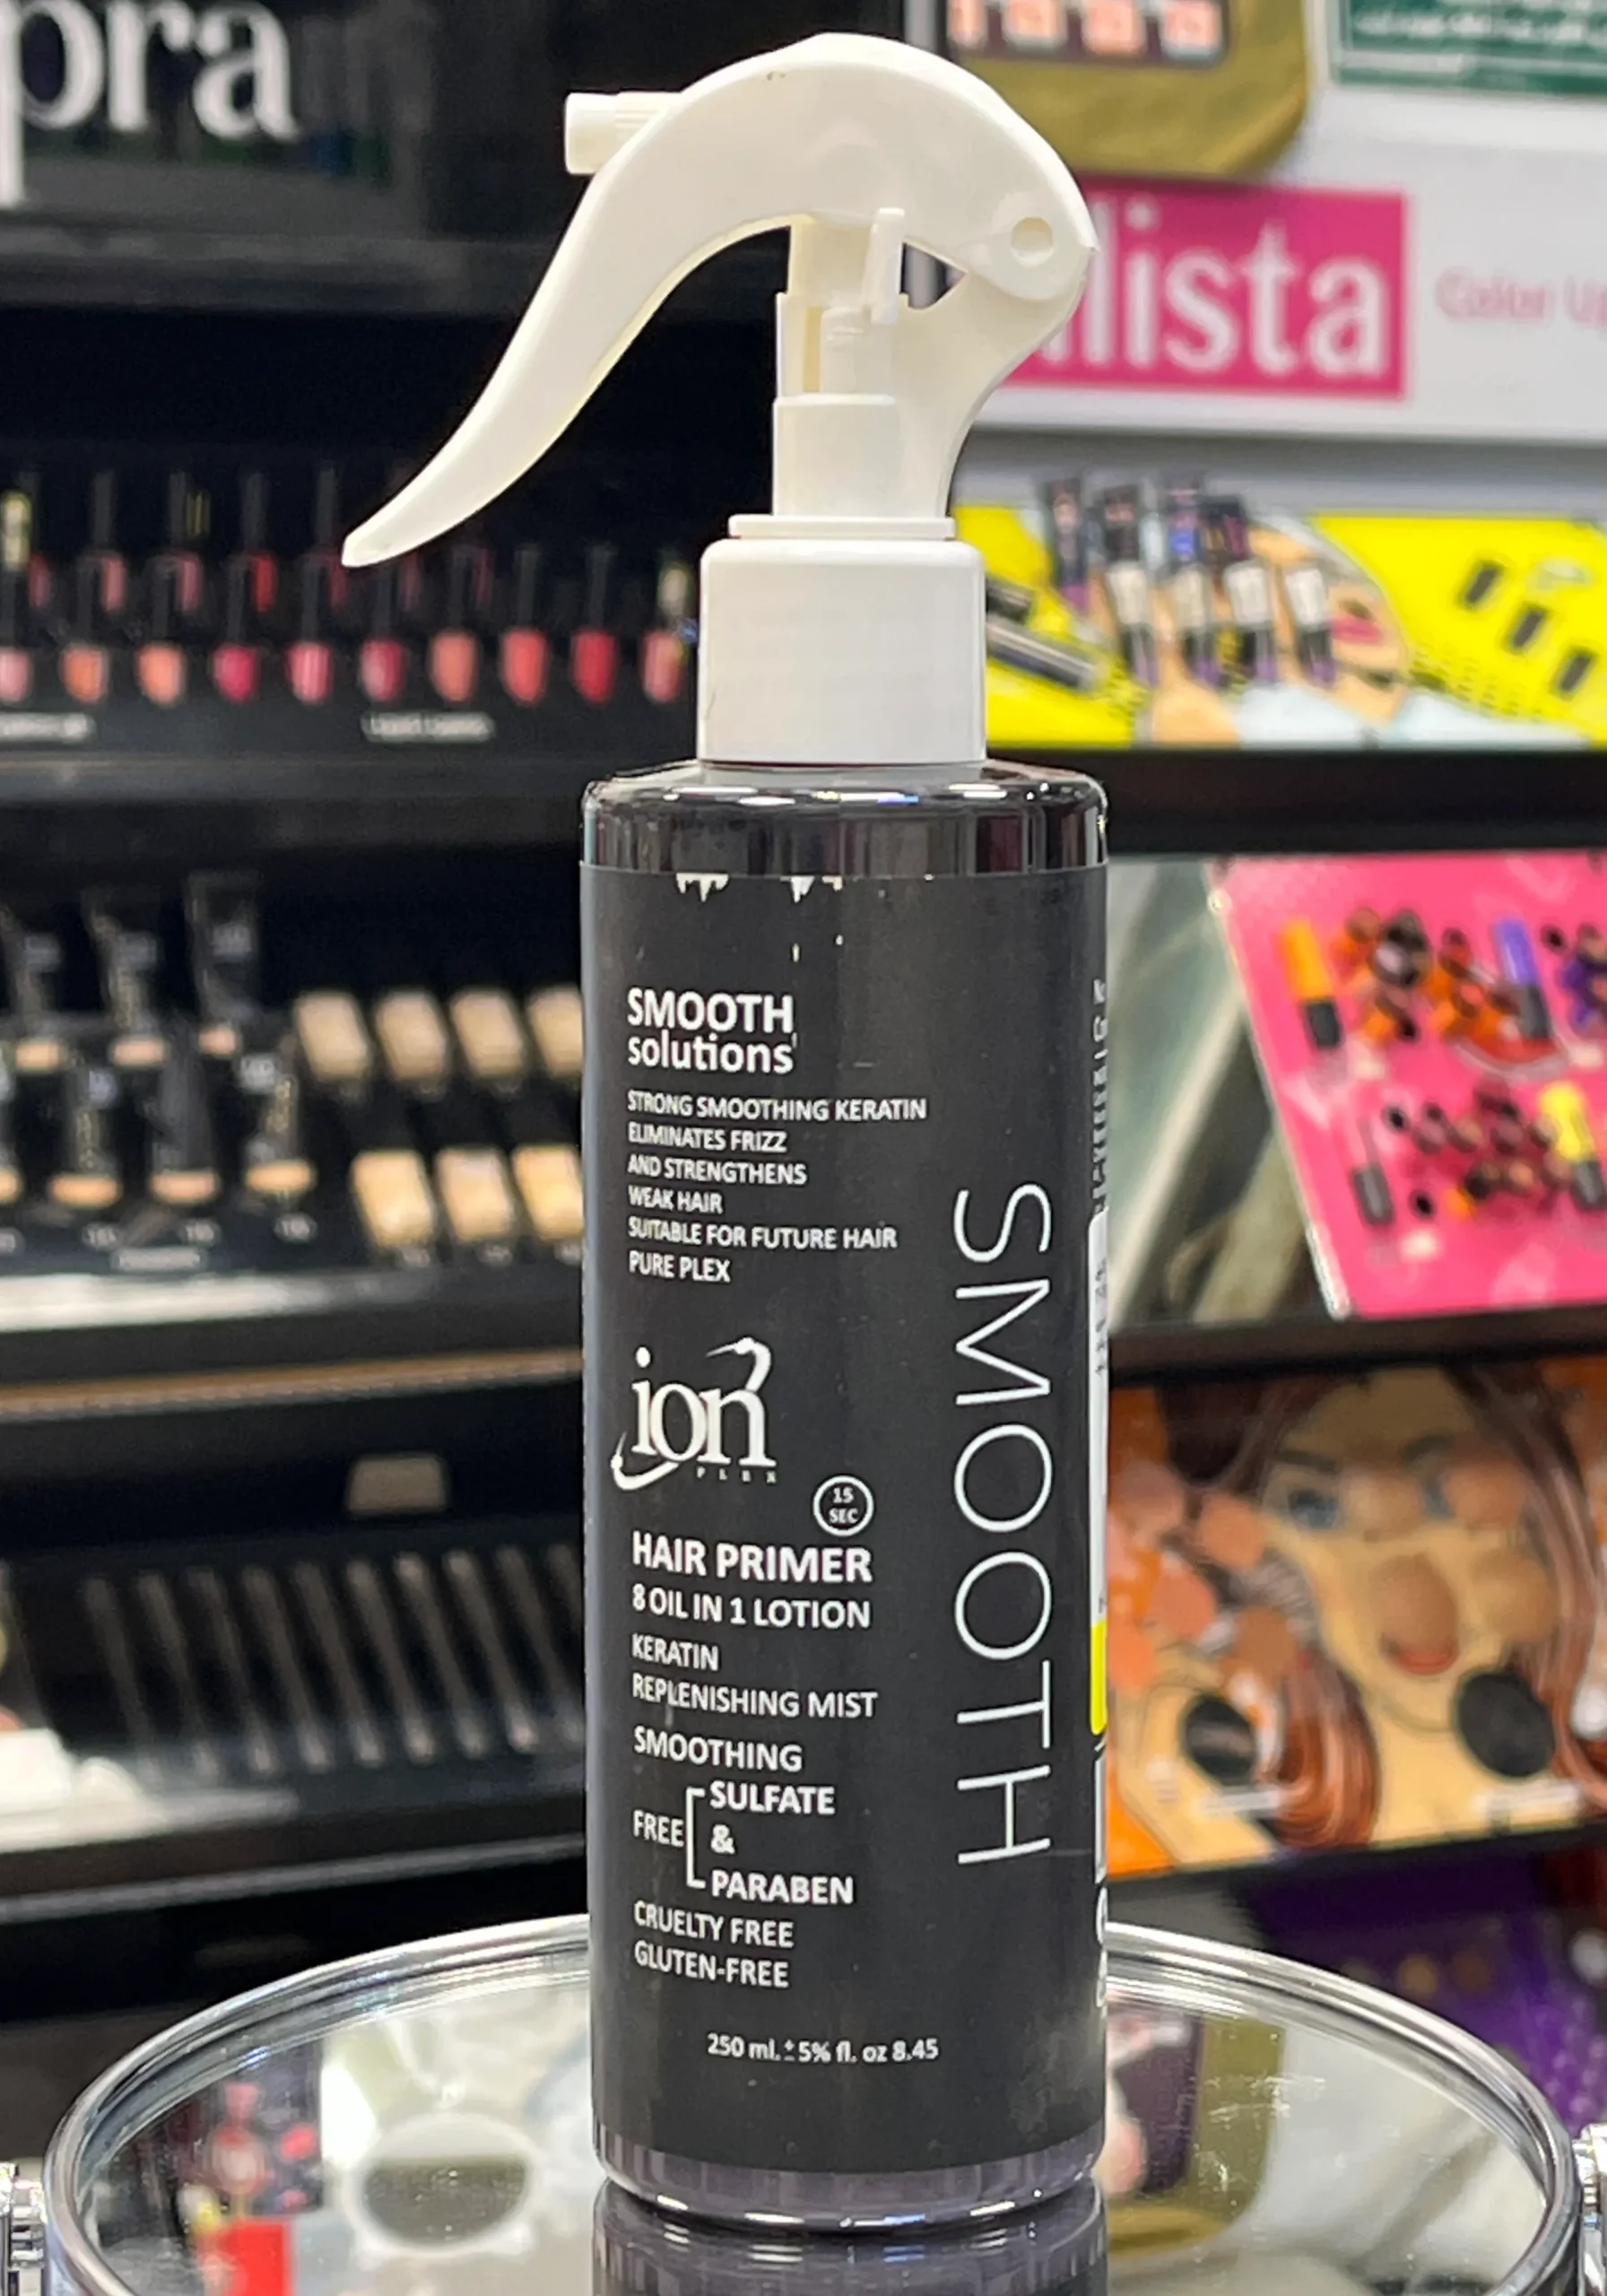 pra
lista
Color Up
SMOOTH
solutions
STRONG SMOOTHING KERATIN
ELIMINATES FRIZZ
AND STRENGTHENS
WEAK HAIR
SUITABLE FOR FUTURE HAIR
PURE PLEX
ion
PLEX
15
SEC
HAIR PRIMER
8 OIL IN 1 LOTION
KERATIN
REPLENISHING MIST
SMOOTHING
FREE
SULFATE
&
PARABEN
CRUELTY FREE
GLUTEN-FREE
250 ml. ± 5% fl. oz 8.45
SMOOTH